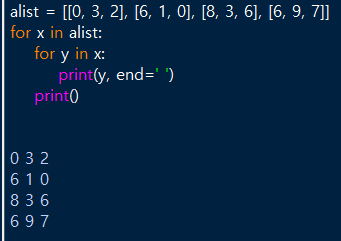 alist = [[0, 3, 2], [6, 1, 0], [8, 3, 6], [6, 9, 7]]
for x in alist:
    for y in x:
        print(y, end=' ')
    print()
0 3 2
6 1 0
8 3 6
6 9 7